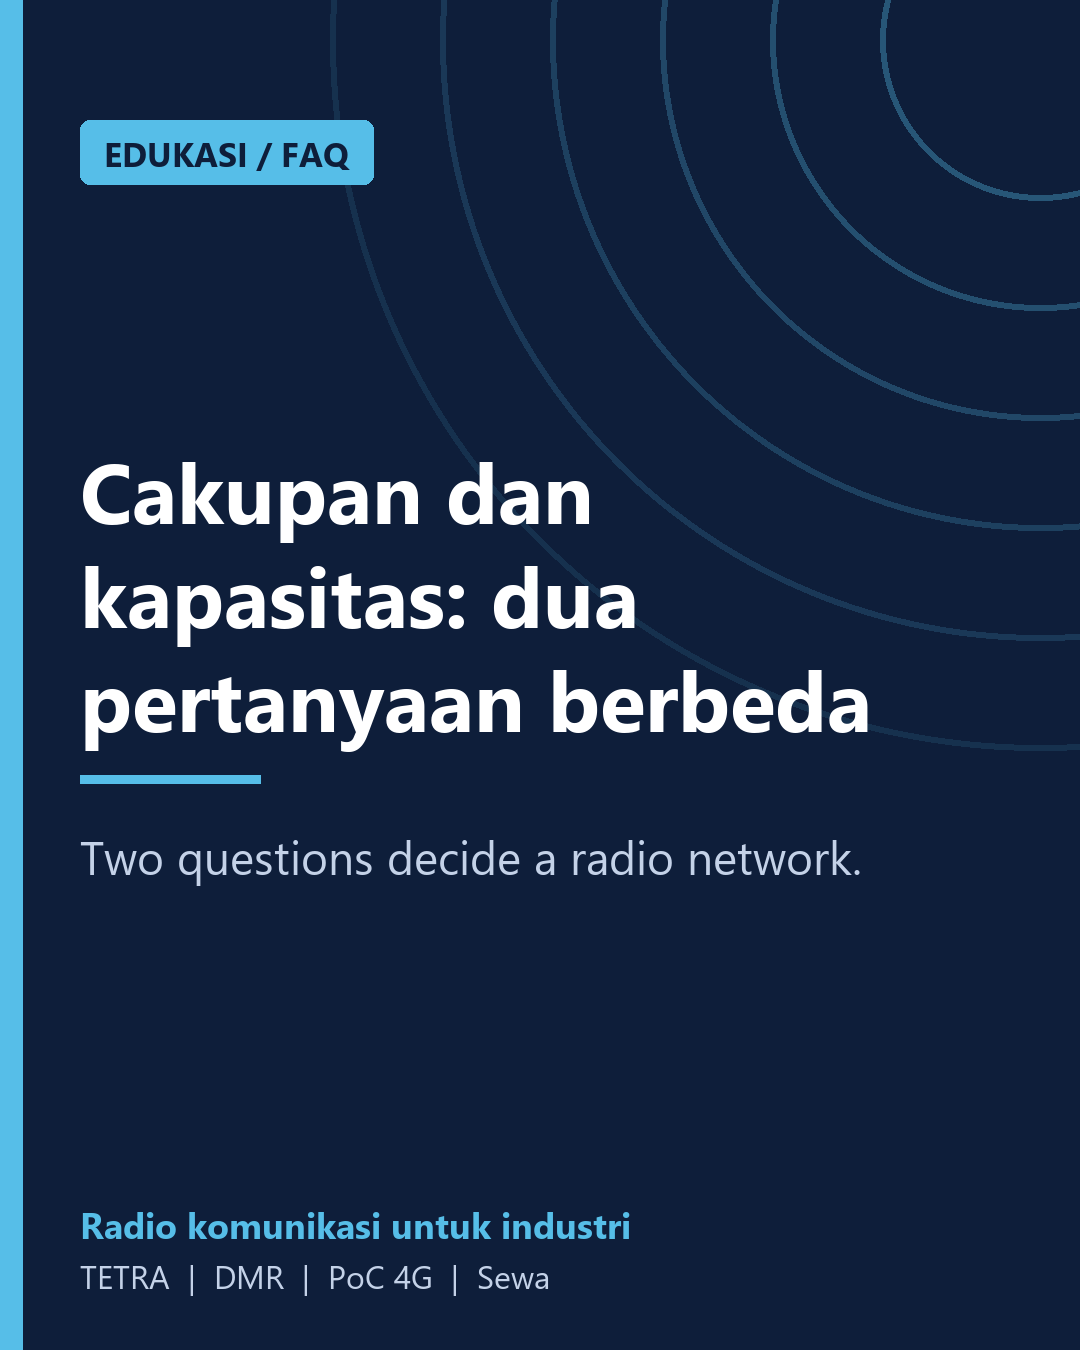 EDUKASI / FAQ
Cakupan dan
kapasitas: dua
pertanyaan berbeda
Two questions decide a radio network.
Radio komunikasi untuk industri
TETRA | DMR | PoC 4G | Sewa